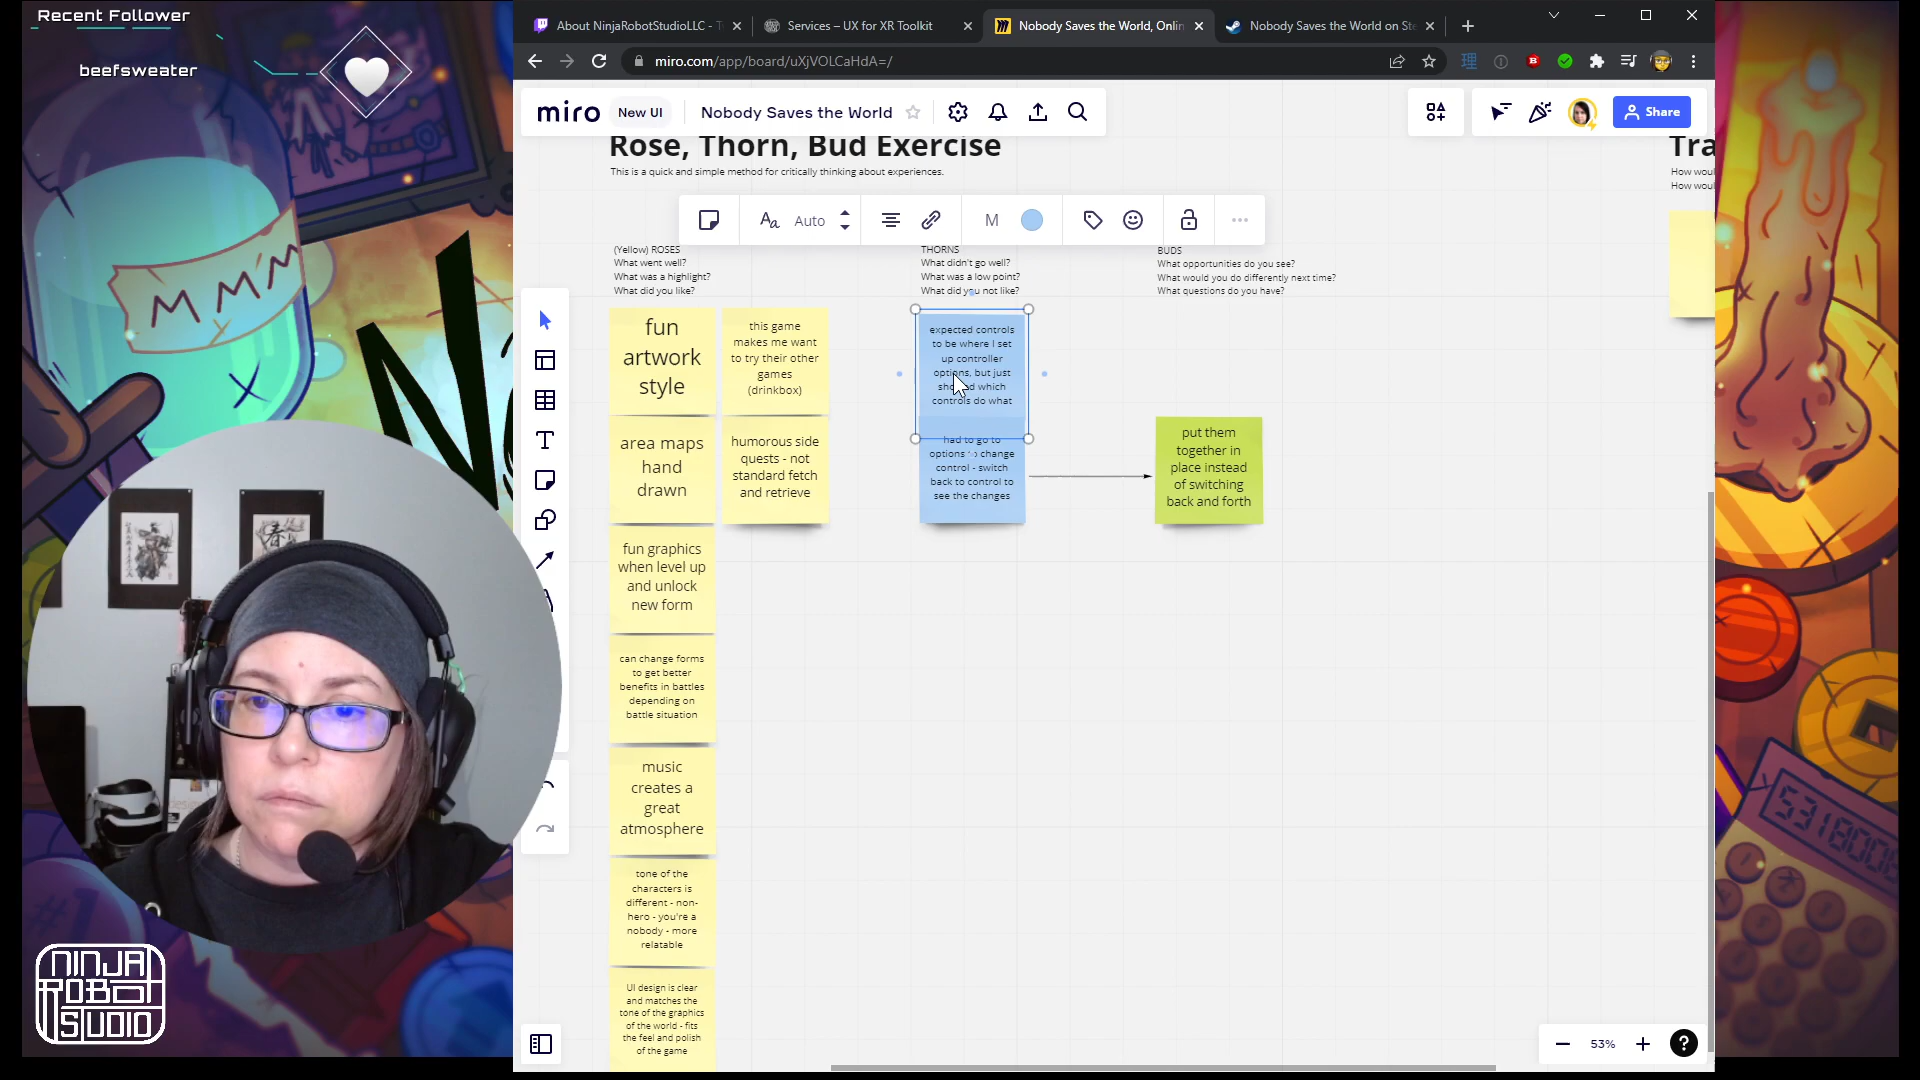 Recent Follower
beefsweater
MMM
#1
NINJA
ROBOT
STUDIO
About NinjaRobotStudioLLC - T
Services – UX for XR Toolkit
Nobody Saves the World, Onlin
Nobody Saves the World on Ste
miro.com/app/board/uXjVOLCaHdA=/
miro
New UI
Nobody Saves the World
Share
Rose, Thorn, Bud Exercise
This is a quick and simple method for critically thinking about experiences.
Tra
How woul
How woul
Auto
M
(Yellow) ROSES
What went well?
What was a highlight?
What did you like?
THORNS
What didn't go well?
What was a low point?
What did you not like?
BUDS
What opportunities do you see?
What would you do differently next time?
What questions do you have?
fun
artwork
style
this game
makes me want
to try their other
games
(drinkbox)
area maps
hand
drawn
humorous side
quests - not
standard fetch
and retrieve
fun graphics
when level up
and unlock
new form
can change forms
to get better
benefits in battles
depending on
battle situation
music
creates a
great
atmosphere
tone of the
characters is
different - non-
hero - you're a
nobody - more
relatable
UI design is clear
and matches the
tone of the graphics
of the world - fits
the feel and polish
of the game
expected controls
to be where I set
up controller
options, but just
showed which
controls do what
had to go to
options to change
control - switch
back to control to
see the changes
put them
together in
place instead
of switching
back and forth
53%
5318008